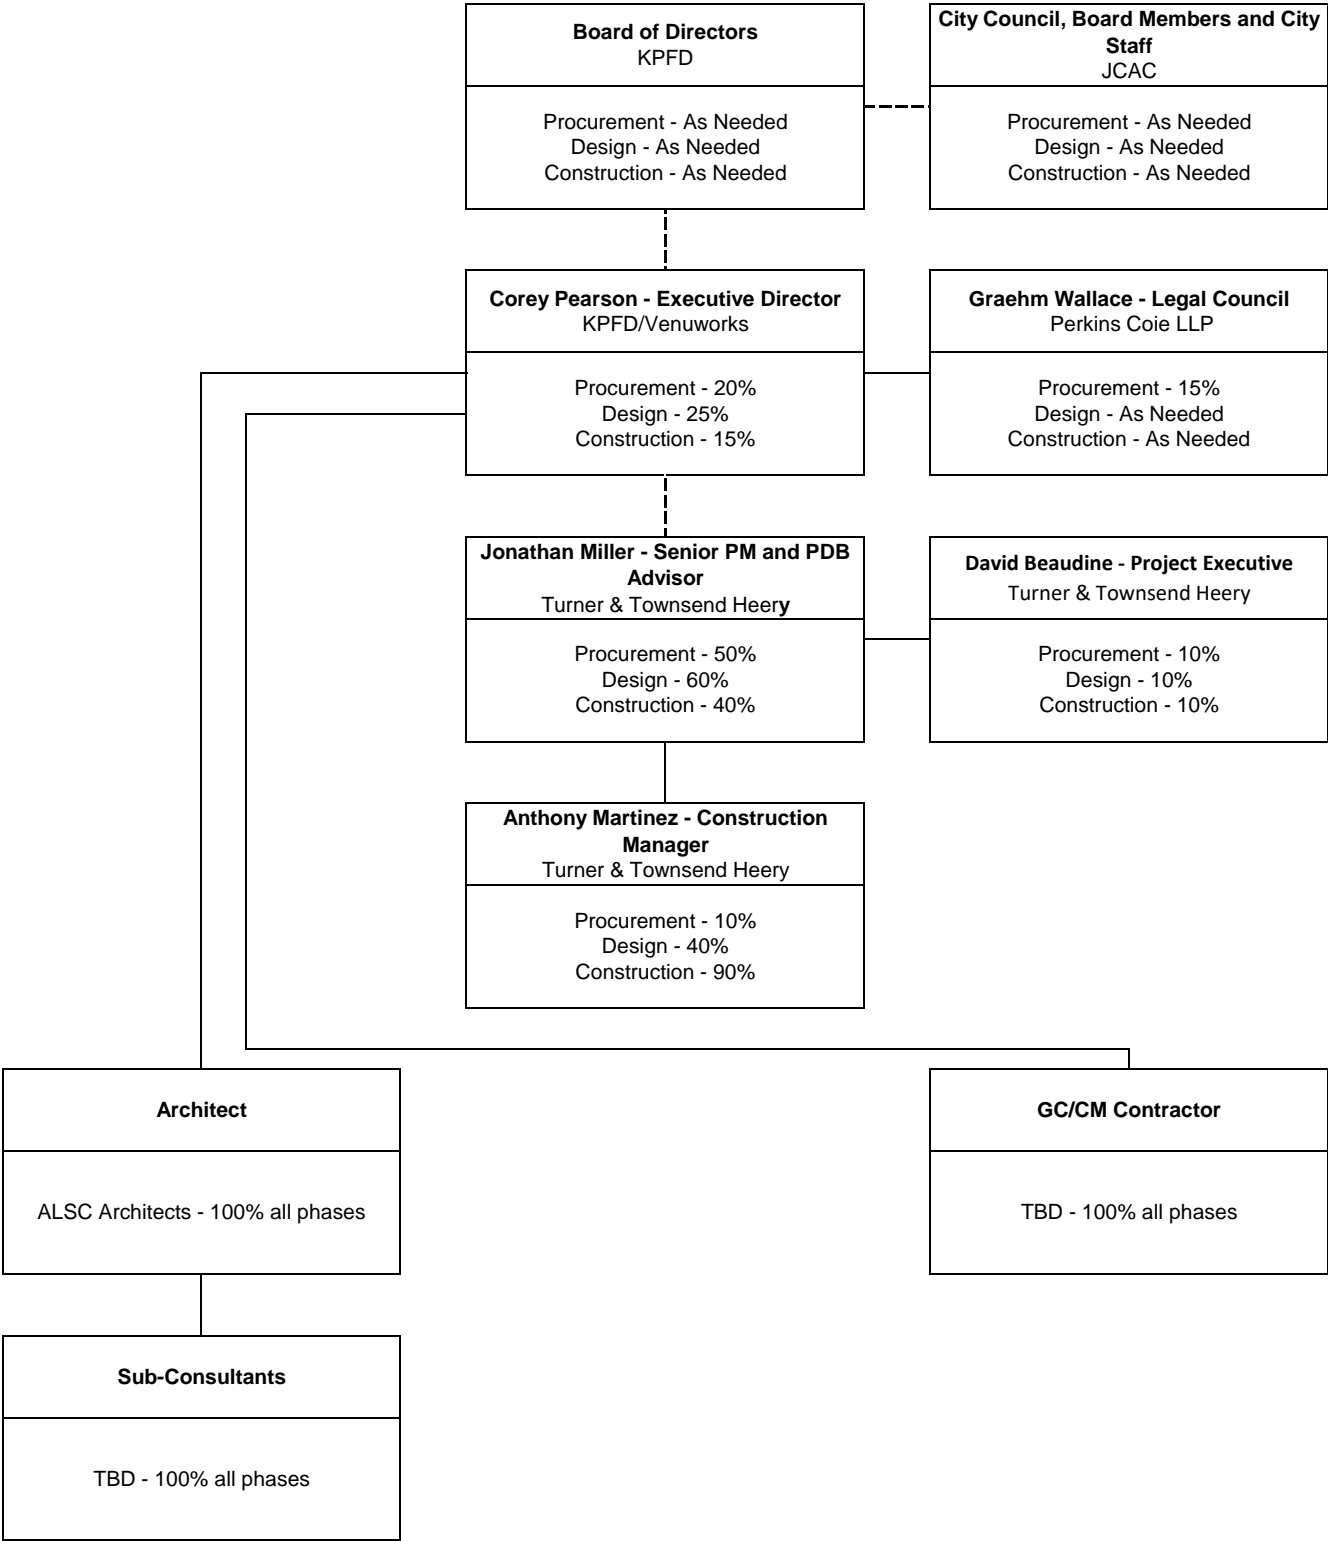 Board of Directors
KPFD
Procurement - As Needed
Design - As Needed
Construction - As Needed
City Council, Board Members and City
Staff
JCAC
Procurement - As Needed
Design - As Needed
Construction - As Needed
Corey Pearson - Executive Director
KPFD/Venuworks
Procurement - 20%
Design - 25%
Construction - 15%
Graehm Wallace - Legal Council
Perkins Coie LLP
Procurement - 15%
Design - As Needed
Construction - As Needed
Jonathan Miller - Senior PM and PDB
Advisor
Turner & Townsend Heery
Procurement - 50%
Design - 60%
Construction - 40%
David Beaudine - Project Executive
Turner & Townsend Heery
Procurement - 10%
Design - 10%
Construction - 10%
Anthony Martinez - Construction
Manager
Turner & Townsend Heery
Procurement - 10%
Design - 40%
Construction - 90%
Architect
ALSC Architects - 100% all phases
GC/CM Contractor
TBD - 100% all phases
Sub-Consultants
TBD - 100% all phases